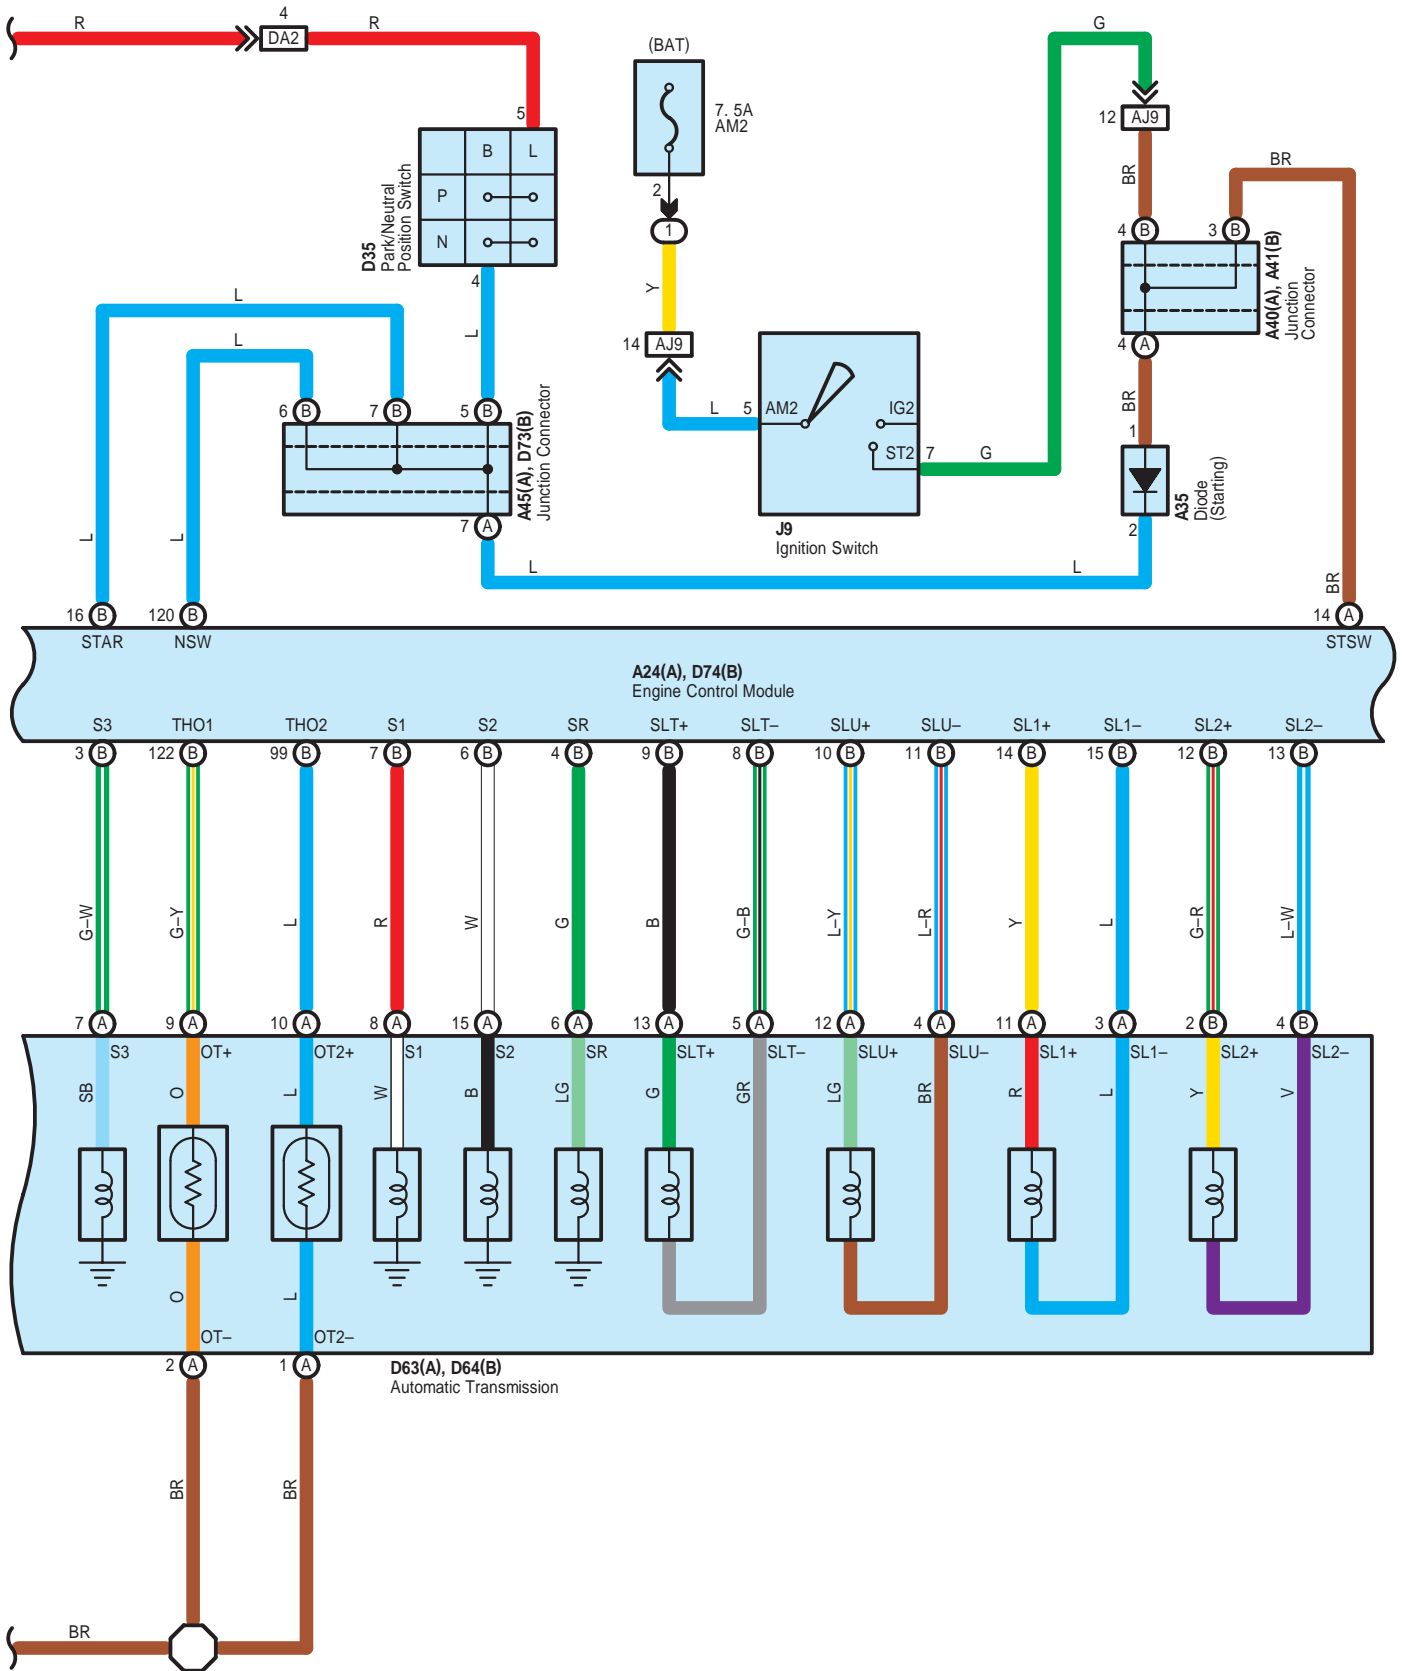 R
4
DA2
R
5
B L
P
N
D35
Park/Neutral
Position Switch
4
L
(BAT)
7. 5A
AM2
2
1
Y
14 AJ9
L 5 AM2
IG2
ST2
7 G
J9
Ignition Switch
G
12 AJ9
BR
BR
4 B
3 B
A40(A), A41(B)
Junction
Connector
4 A
BR
1
A35
Diode
(Starting)
2
L
L
6 B
7 B
5 B
A45(A), D73(B)
Junction Connector
7 A
L
L
L
L
BR
16 B
120 B
14 A
STAR
NSW
STSW
A24(A), D74(B)
Engine Control Module
S3 THO1 THO2 S1 S2 SR SLT+ SLT– SLU+ SLU– SL1+ SL1– SL2+ SL2–
3 B 122 B 99 B 7 B 6 B 4 B 9 B 8 B 10 B 11 B 14 B 15 B 12 B 13 B
G–W G–Y L R W G B G–B L–Y L–R Y L G–R L–W
7 A 9 A 10 A 8 A 15 A 6 A 13 A 5 A 12 A 4 A 11 A 3 A 2 B 4 B
S3 OT+ OT2+ S1 S2 SR SLT+ SLT– SLU+ SLU– SL1+ SL1– SL2+ SL2–
SB O L W B LG G GR LG BR R L Y V
O L
OT– OT2–
2 A 1 A
D63(A), D64(B)
Automatic Transmission
BR BR
BR